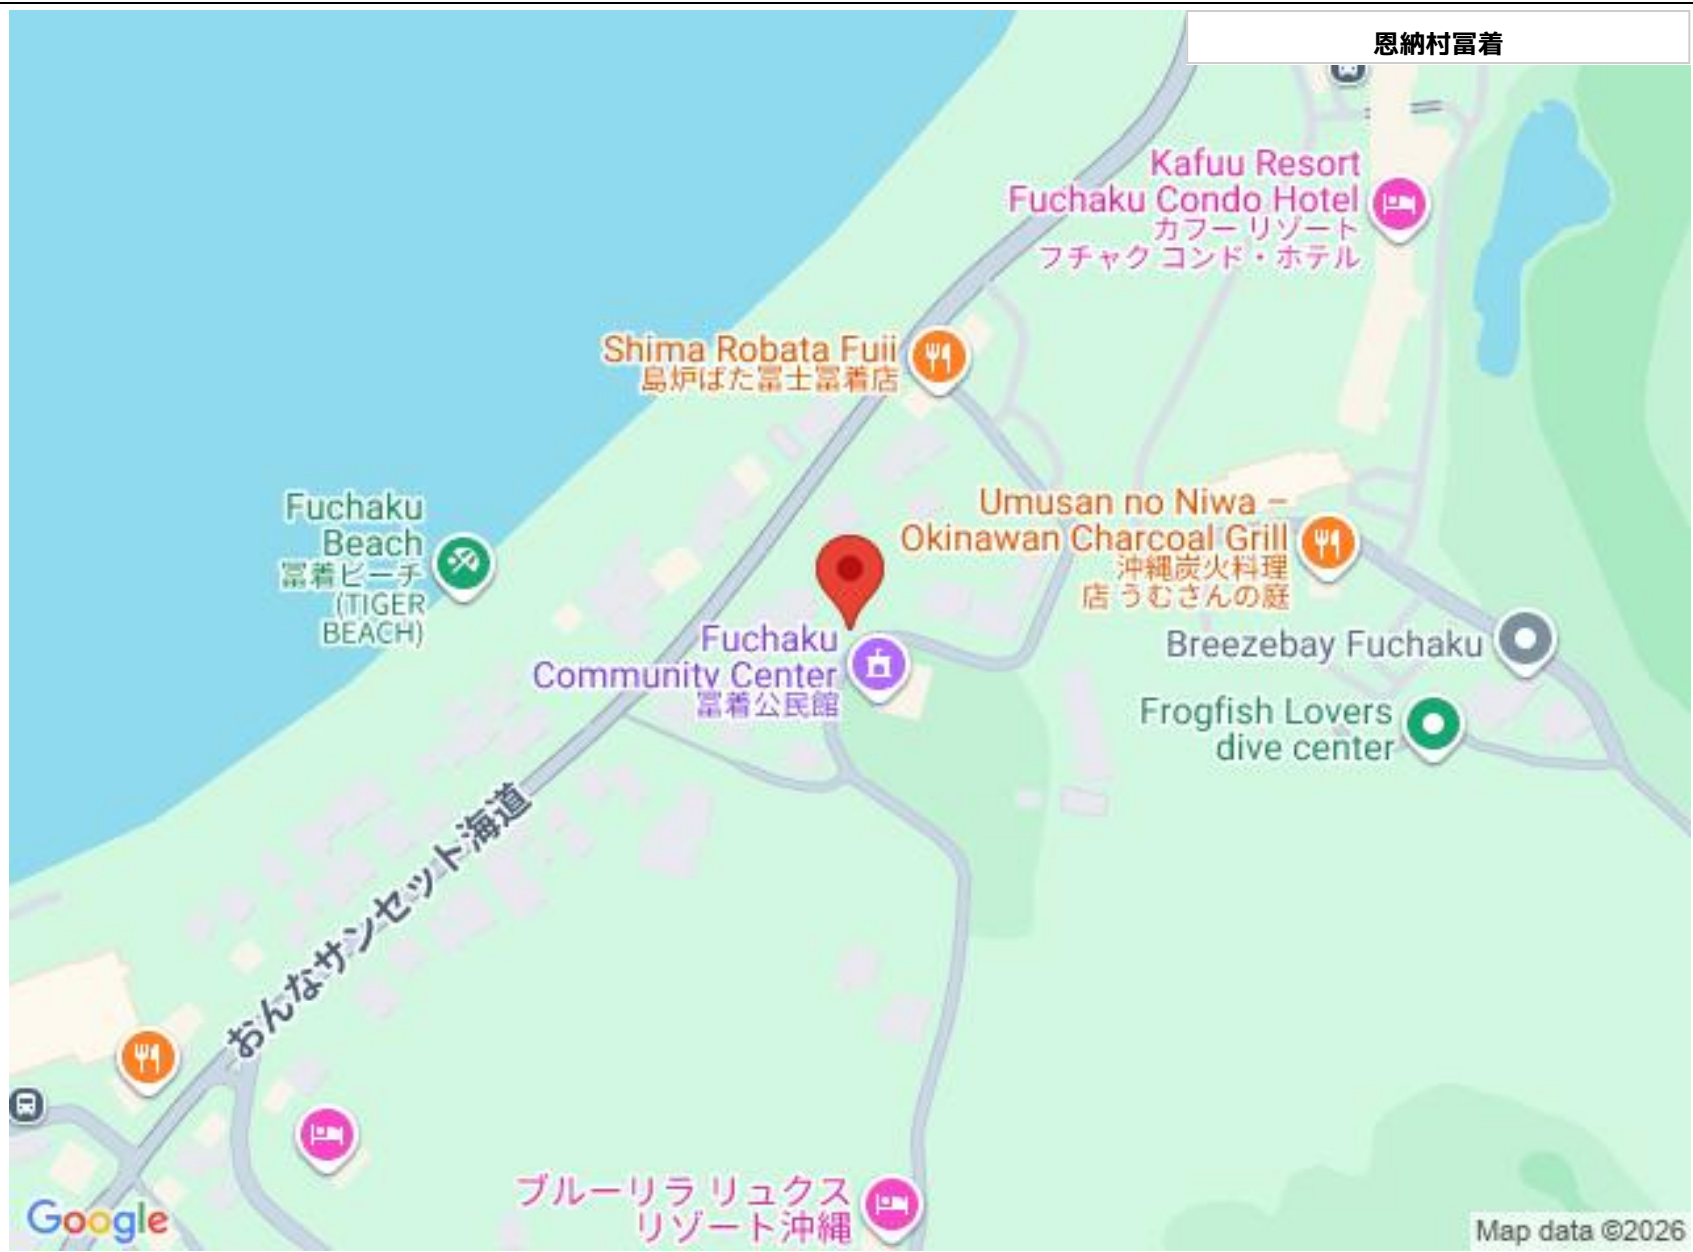 恩納村冨着
Kafuu Resort
Fuchaku Condo Hotel
カフー リゾート
フチャク コンド・ホテル
Shima Robata Fuji
島炉ばた冨士冨着店
Fuchaku
Beach
冨着ビーチ
(TIGER
BEACH)
Umusan no Niwa –
Okinawan Charcoal Grill
沖縄炭火料理
店 うむさんの庭
Fuchaku
Community Center
冨着公民館
Breezebay Fuchaku
Frogfish Lovers
dive center
おんなサンセット海道
ブルーリラ リュクス
リゾート沖縄
Google
Map data ©2026